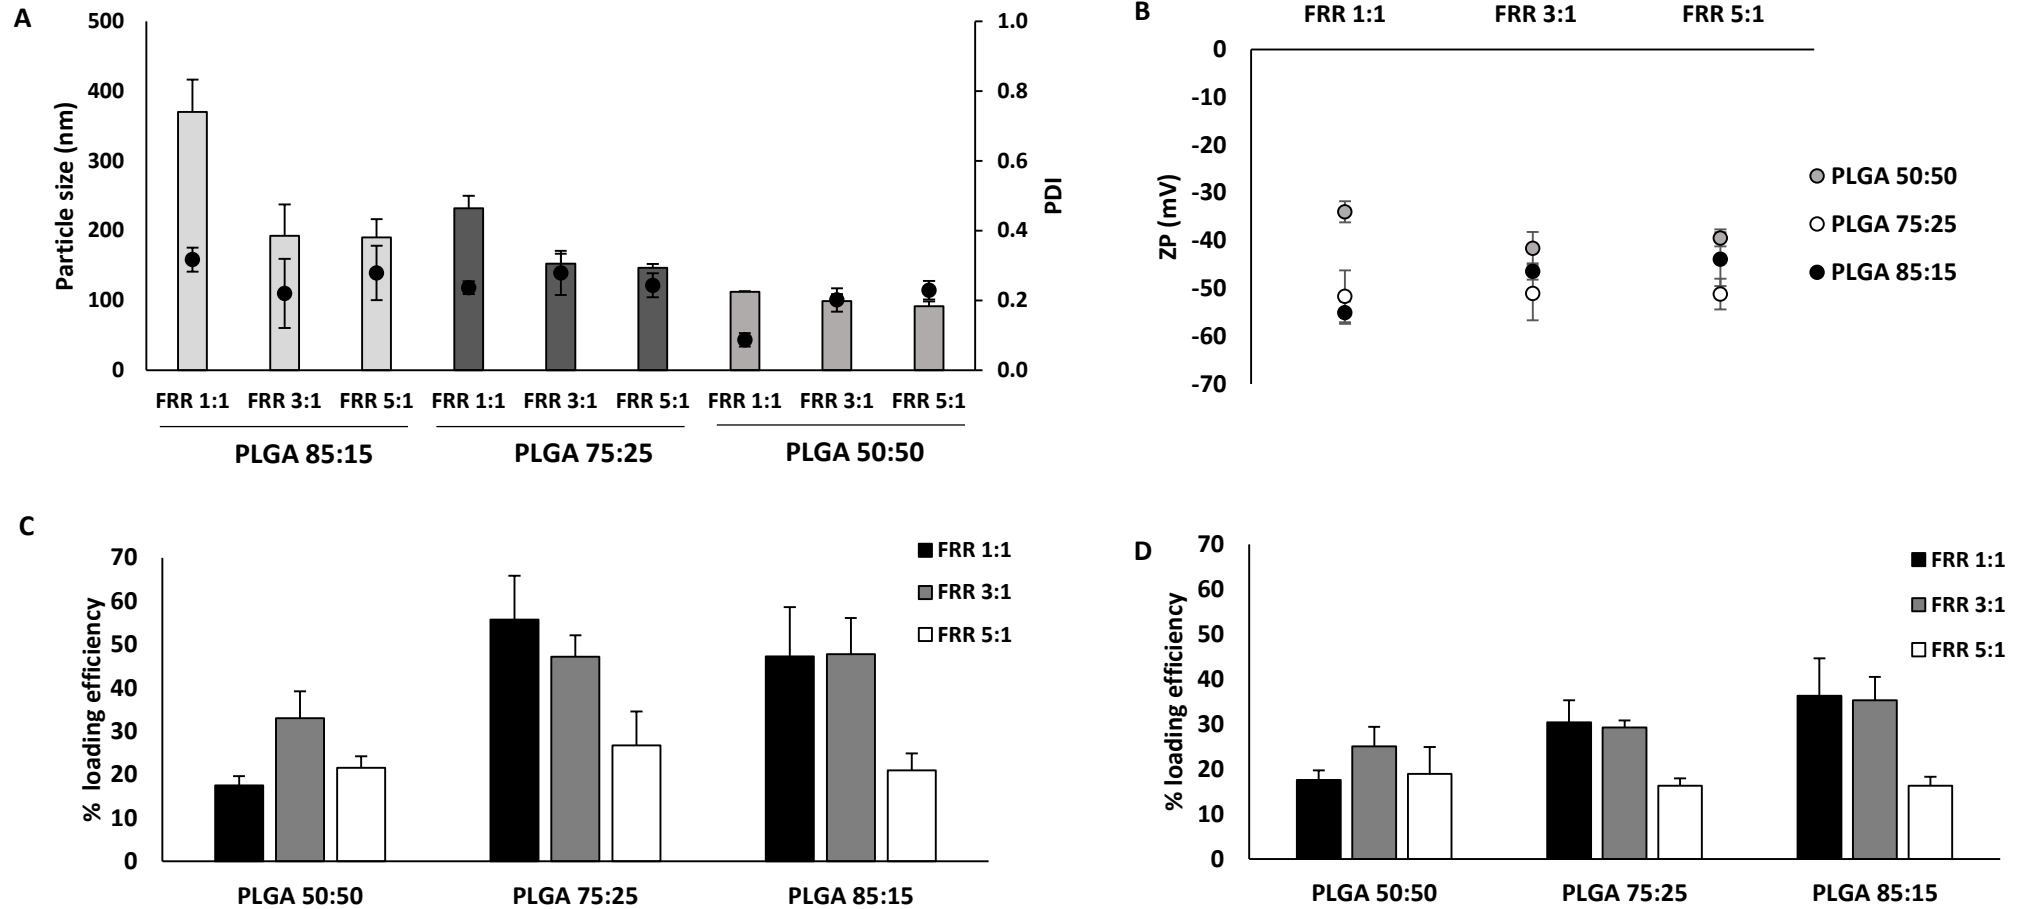 A
500
400
300
200
100
0
Particle size (nm)
1.0
0.8
0.6
0.4
0.2
0.0
PDI
FRR 1:1 FRR 3:1 FRR 5:1 FRR 1:1 FRR 3:1 FRR 5:1 FRR 1:1 FRR 3:1 FRR 5:1
PLGA 85:15 PLGA 75:25 PLGA 50:50
B
FRR 1:1 FRR 3:1 FRR 5:1
0
-10
-20
-30
-40
-50
-60
-70
ZP (mV)
PLGA 50:50
PLGA 75:25
PLGA 85:15
C
70
60
50
40
30
20
10
0
% loading efficiency
FRR 1:1
FRR 3:1
FRR 5:1
PLGA 50:50 PLGA 75:25 PLGA 85:15
D
70
60
50
40
30
20
10
0
% loading efficiency
FRR 1:1
FRR 3:1
FRR 5:1
PLGA 50:50 PLGA 75:25 PLGA 85:15